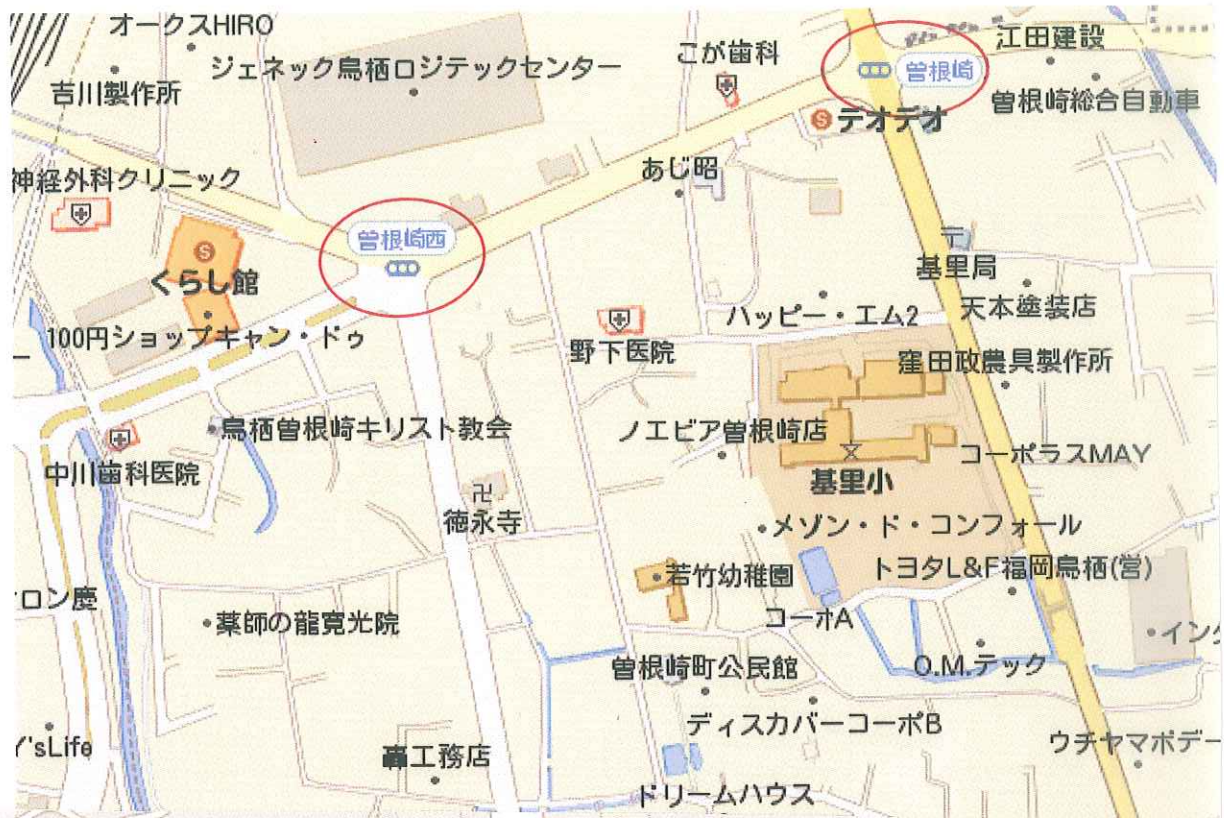 オークスHIRO
江田建設
こが歯科
ジェネック鳥栖ロジテックセンター
曽根崎
吉川製作所
曽根崎総合自動車
デオデオ
あじ昭
神経外科クリニック
曽根崎西
基里局
くらし館
天本塗装店
ハッピー・エム2
100円ショップキャン・ドゥ
野下医院
窪田政農具製作所
鳥栖曽根崎キリスト教会
ノエビア曽根崎店
コーポラスMAY
中川歯科医院
基里小
徳永寺
メゾン・ド・コンフォール
若竹幼稚園
トヨタL&F福岡鳥栖(営)
ロン慶
コーポA
薬師の龍寛光院
・イン
曽根崎町公民館
O.M.テック
ディスカバーコーポB
'sLife
工務店
ウチヤマボデー
ドリームハウス